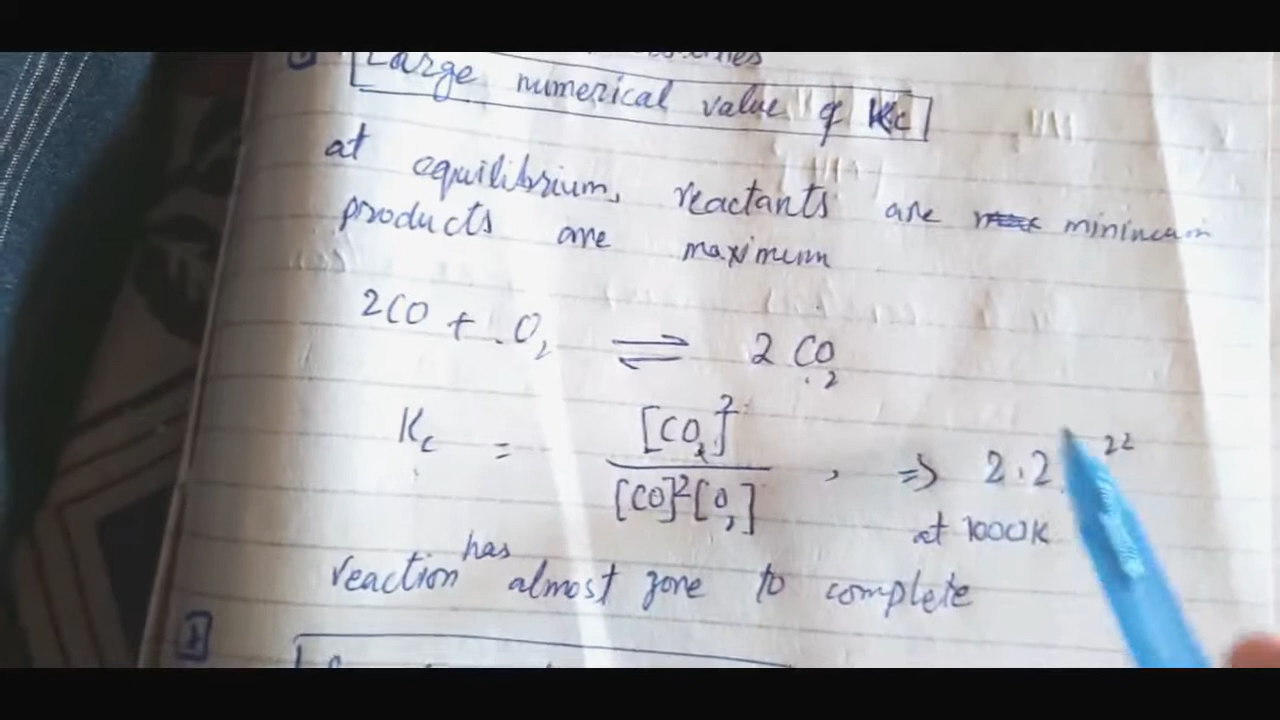 Large numerical value of Kc
at equilibrium, reactants are minimum
products are maximum
2CO + O₂ ⇌ 2CO₂
Kc = [CO₂]² / [CO]²[O₂] , ⇒ 2.2 ²²
at 1000K
reaction has almost gone to complete